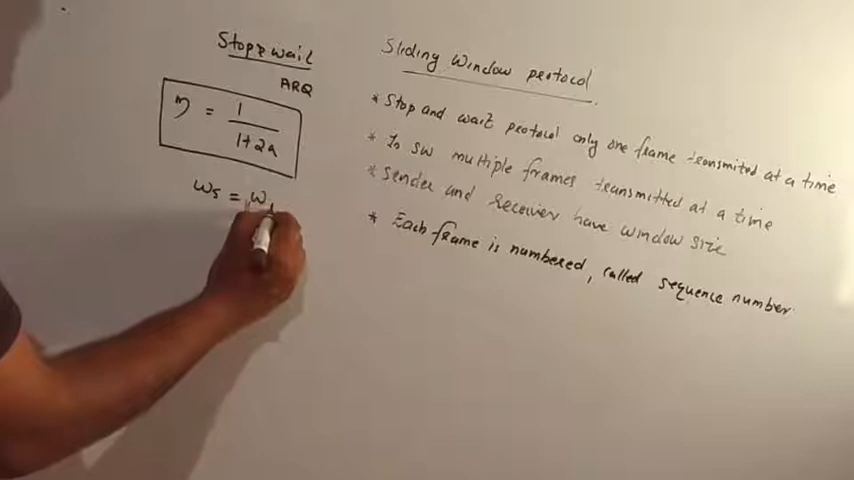 Stop & wait
ARQ
η = 1 / 1+2a
Ws = W
Sliding Window protocol
* Stop and wait protocol only one frame transmitted at a time
* In SW multiple frames transmitted at a time
* Sender and Receiver have window size
* Each frame is numbered, called sequence number